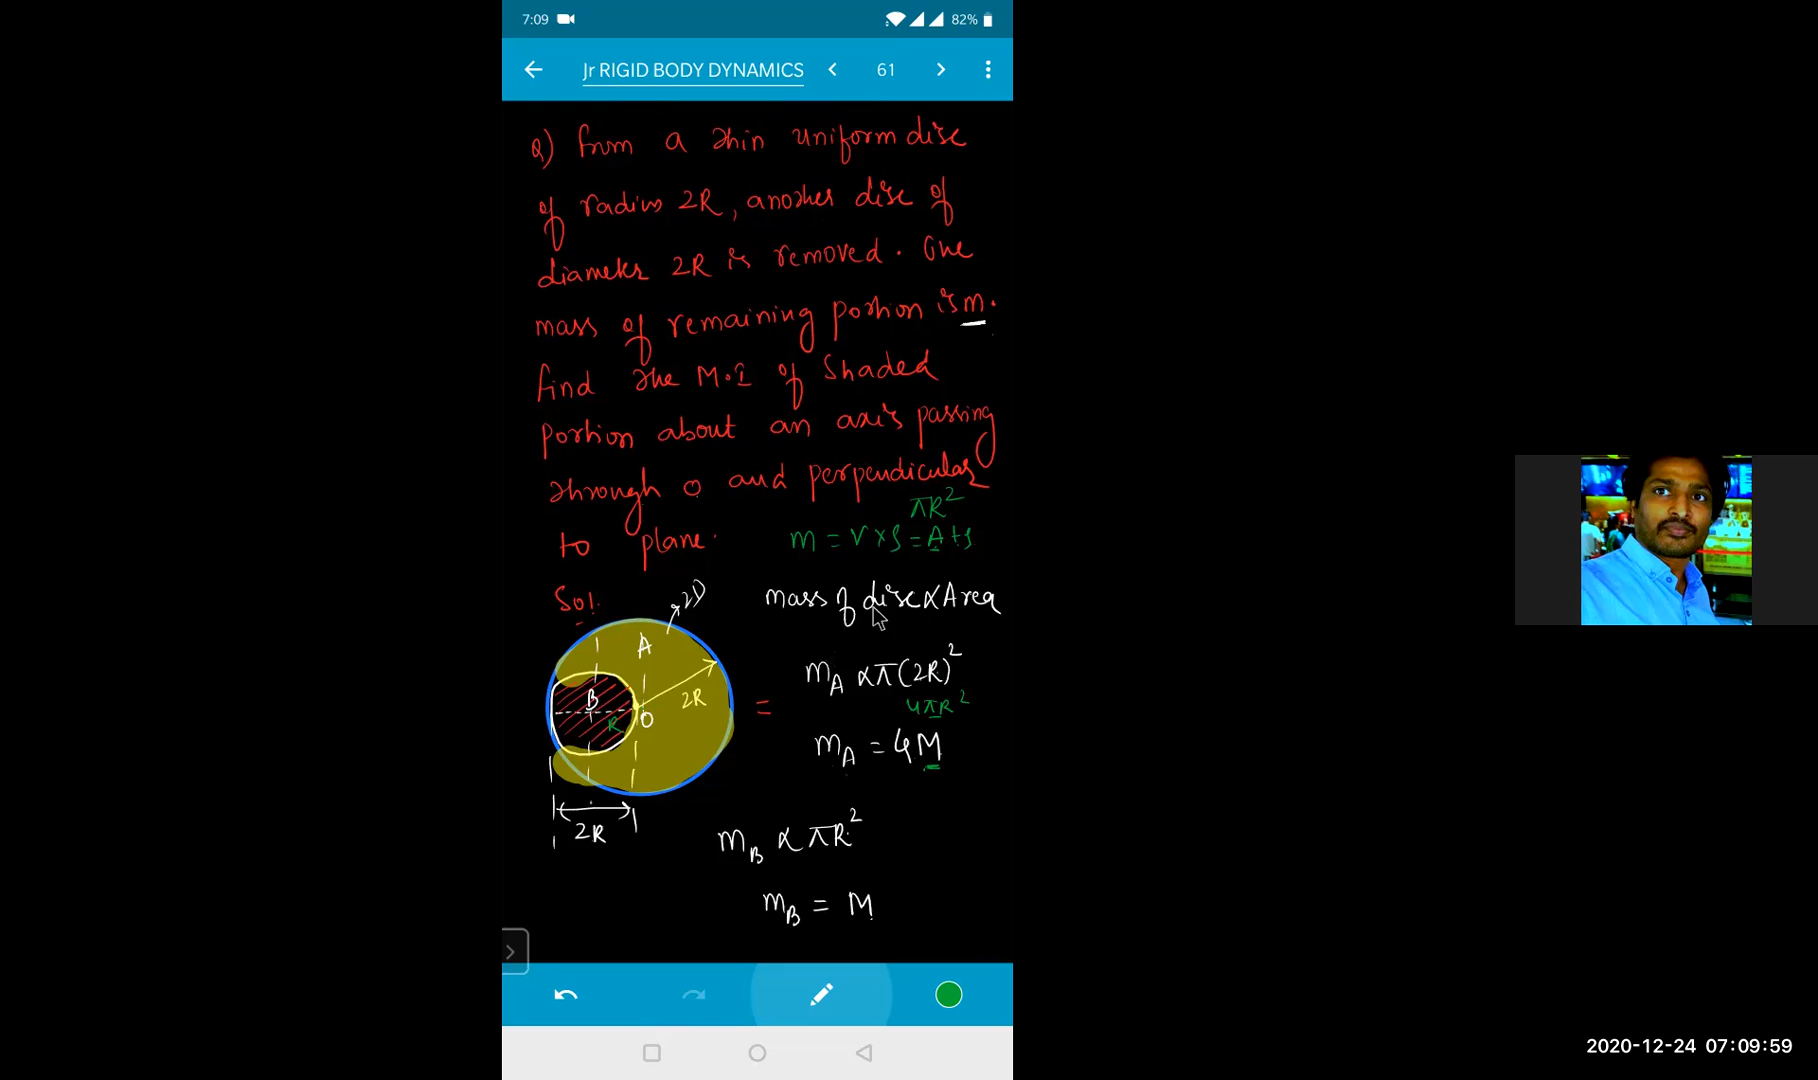 7:09
82%
Jr RIGID BODY DYNAMICS
61
Q) from a thin uniform disc
of radius 2R, another disc of
diameter 2R is removed. The
mass of remaining portion is m.
find the M.I of Shaded
portion about an axis passing
through O and perpendicular
to plane.
πR²
m = V×ρ = Atρ
Sol:
2D
mass of disc ∝ Area
A
B
R
O
2R
=
m_A ∝ π(2R)²
4πR²
m_A = 4M
2R
m_B ∝ πR²
m_B = M
2020-12-24 07:09:59